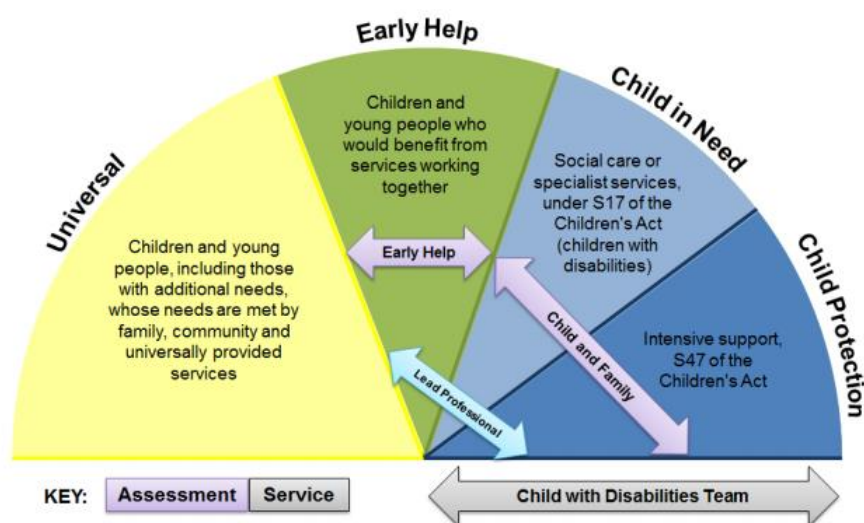 Early Help
Child in Need
Universal
Child Protection
Children and
young people who
would benefit from
services working
together
Social care or
specialist services,
under S17 of the
Children's Act
(children with
disabilities)
Early Help
Children and young
people, including those
with additional needs,
whose needs are met by
family, community and
universally provided
services
Child and Family
Intensive support,
S47 of the
Children's Act
Lead Professional
KEY: Assessment Service
Child with Disabilities Team